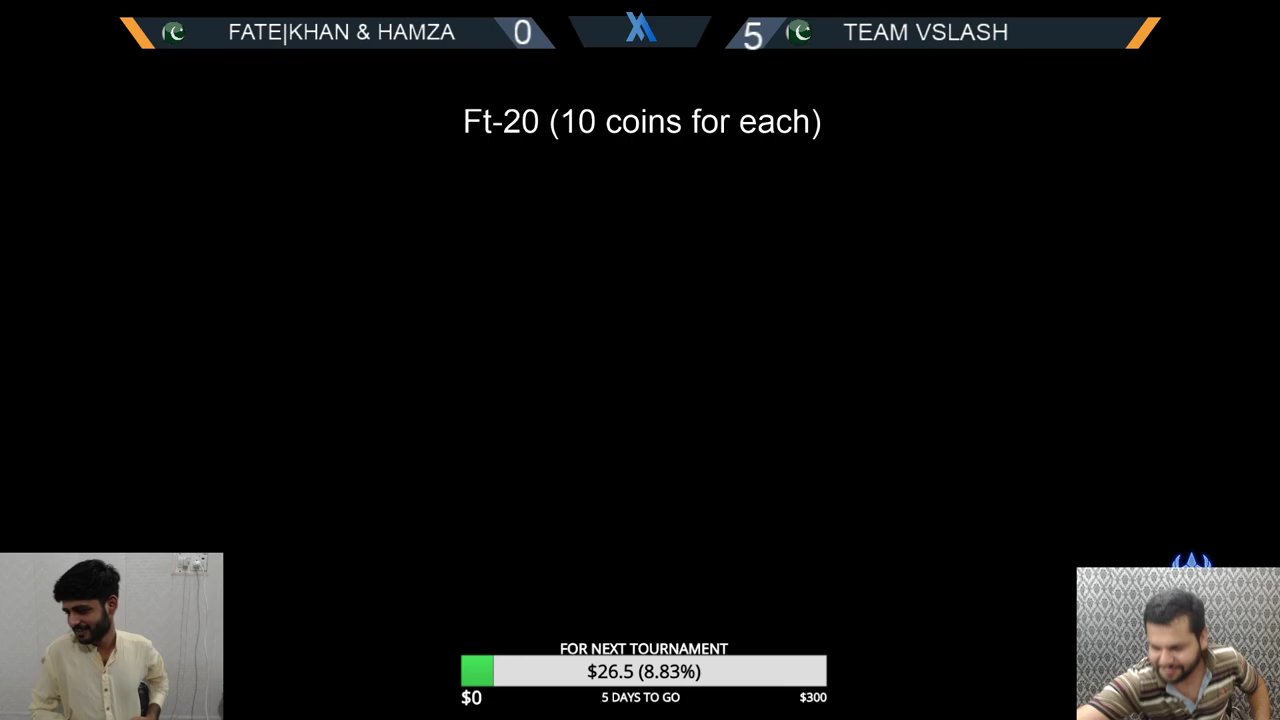 FATE|KHAN & HAMZA 0 5 TEAM VSLASH
Ft-20 (10 coins for each)
FOR NEXT TOURNAMENT
$26.5 (8.83%)
$0 5 DAYS TO GO $300